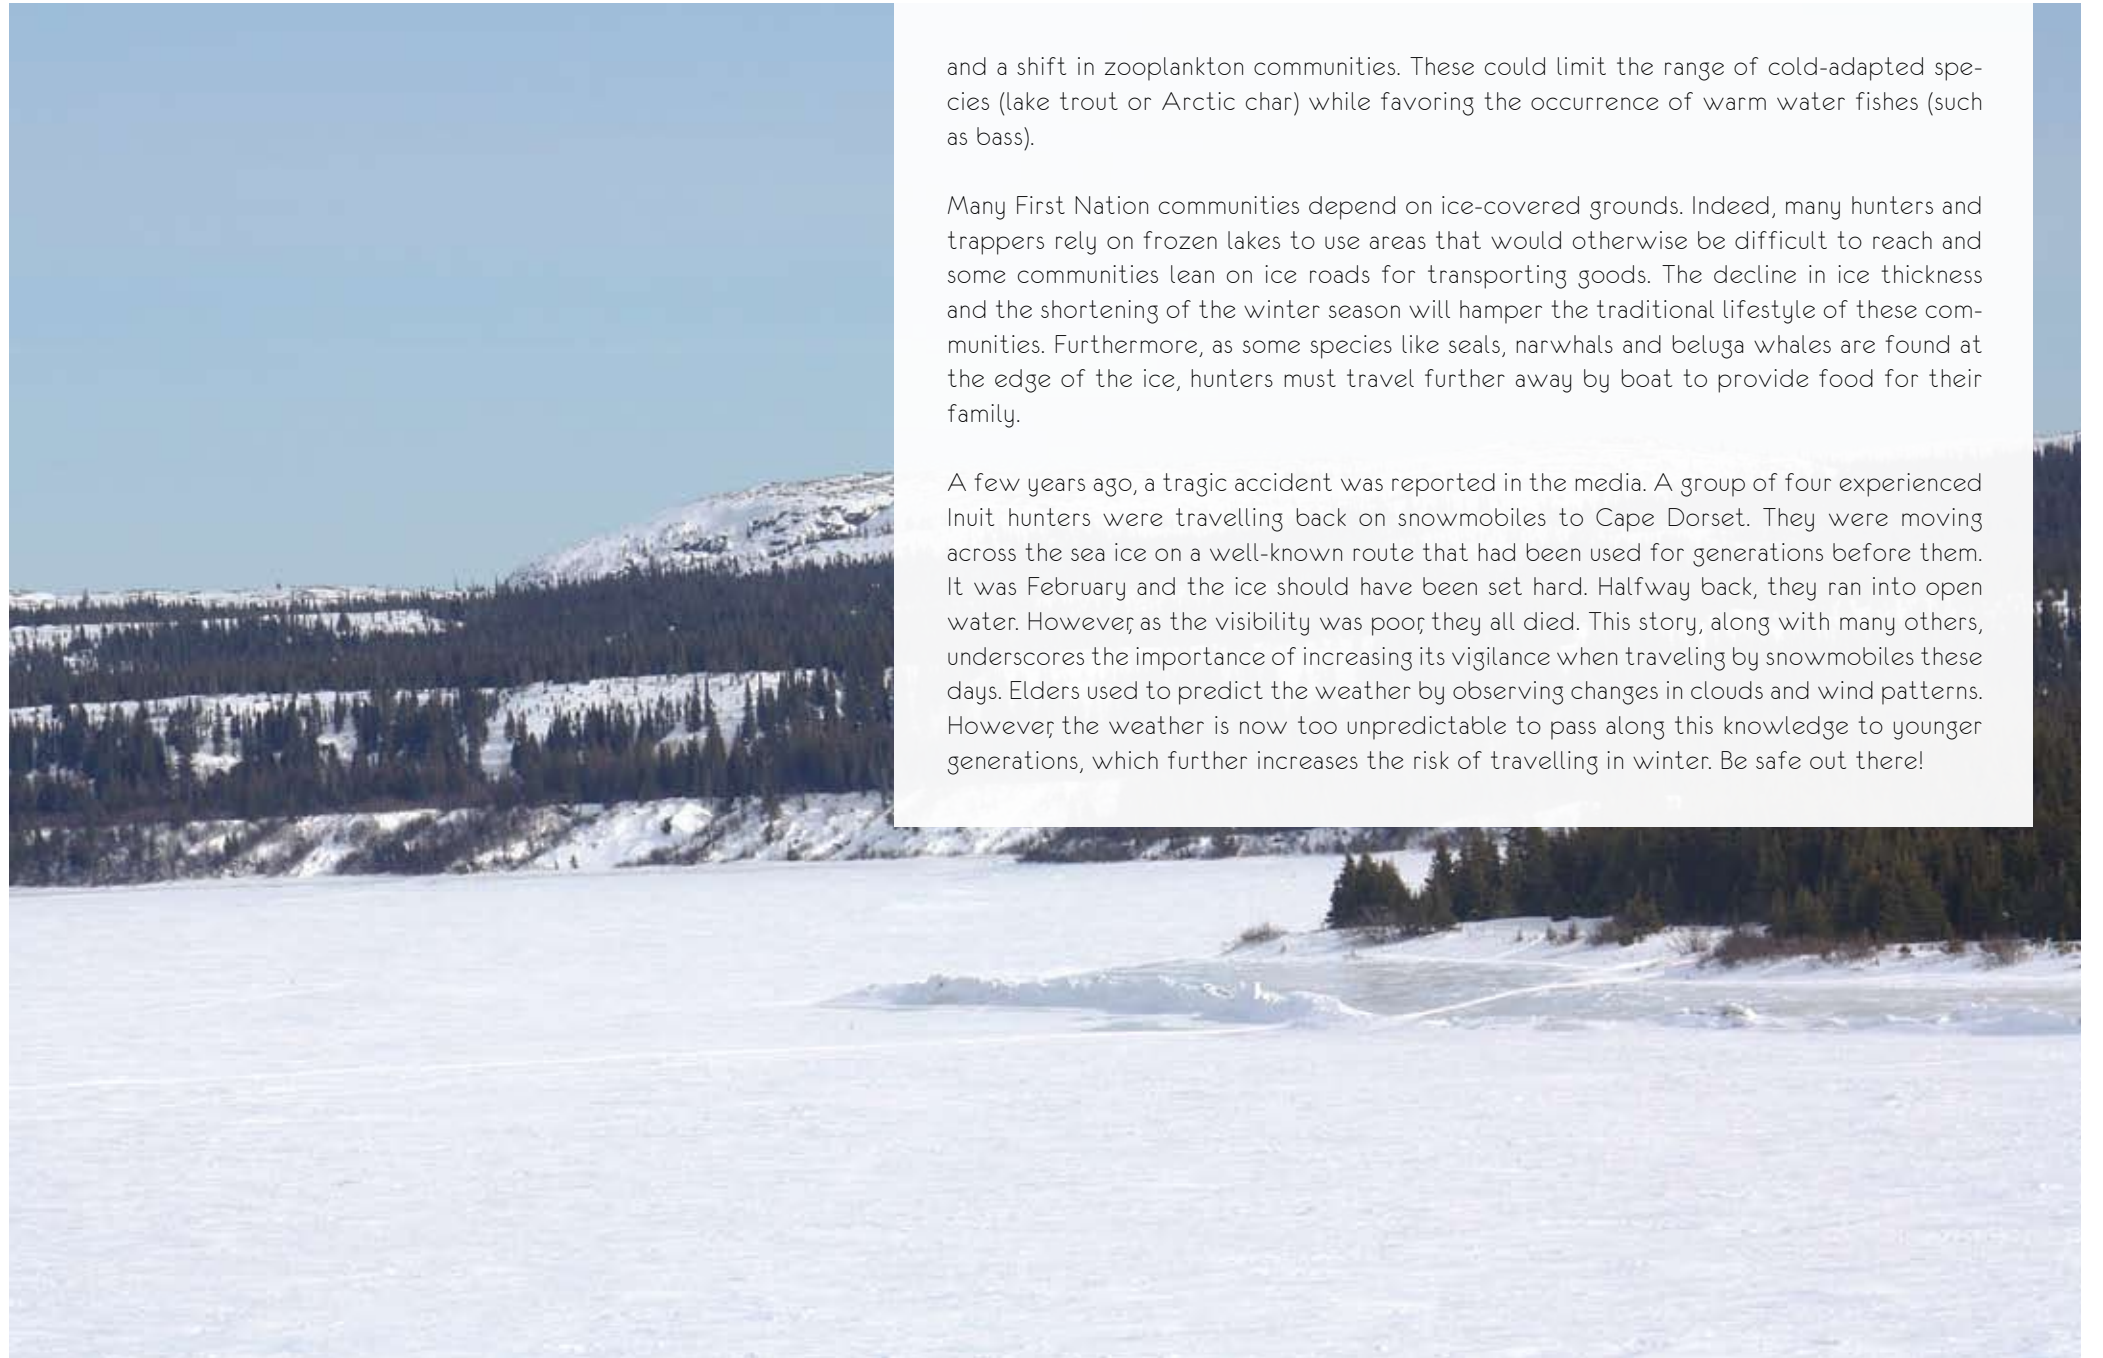 and a shift in zooplankton communities. These could limit the range of cold-adapted spe-
cies (lake trout or Arctic char) while favoring the occurrence of warm water fishes (such
as bass).
Many First Nation communities depend on ice-covered grounds. Indeed, many hunters and
trappers rely on frozen lakes to use areas that would otherwise be difficult to reach and
some communities lean on ice roads for transporting goods. The decline in ice thickness
and the shortening of the winter season will hamper the traditional lifestyle of these com-
munities. Furthermore, as some species like seals, narwhals and beluga whales are found at
the edge of the ice, hunters must travel further away by boat to provide food for their
family.
A few years ago, a tragic accident was reported in the media. A group of four experienced
Inuit hunters were travelling back on snowmobiles to Cape Dorset. They were moving
across the sea ice on a well-known route that had been used for generations before them.
It was February and the ice should have been set hard. Halfway back, they ran into open
water. However, as the visibility was poor, they all died. This story, along with many others,
underscores the importance of increasing its vigilance when traveling by snowmobiles these
days. Elders used to predict the weather by observing changes in clouds and wind patterns.
However, the weather is now too unpredictable to pass along this knowledge to younger
generations, which further increases the risk of travelling in winter. Be safe out there!